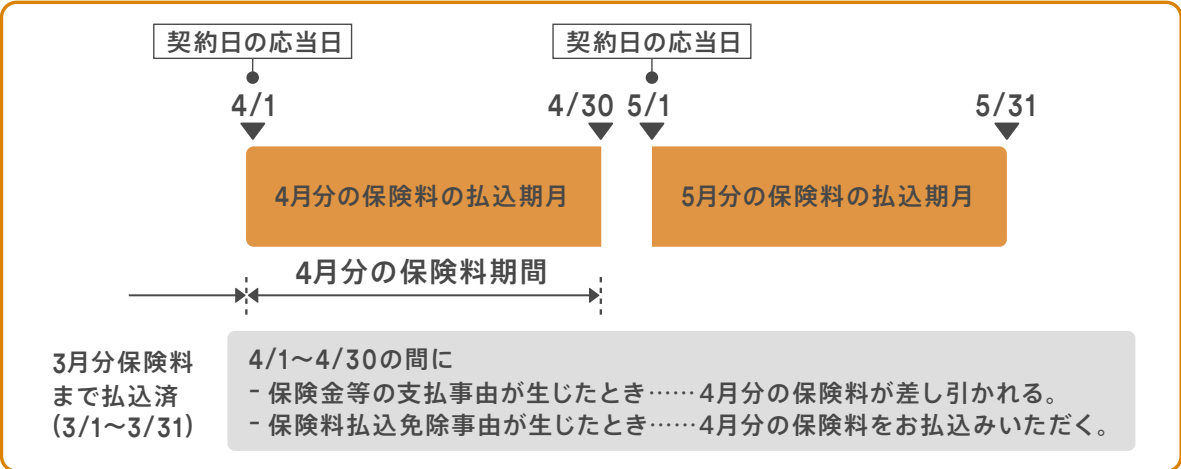 契約日の応当日 契約日の応当日
4/1 4/30 5/1 5/31
4月分の保険料の払込期月 5月分の保険料の払込期月
4月分の保険料期間
3月分保険料
まで払込済
(3/1〜3/31)
4/1〜4/30の間に
- 保険金等の支払事由が生じたとき……4月分の保険料が差し引かれる。
- 保険料払込免除事由が生じたとき……4月分の保険料をお払込みいただく。